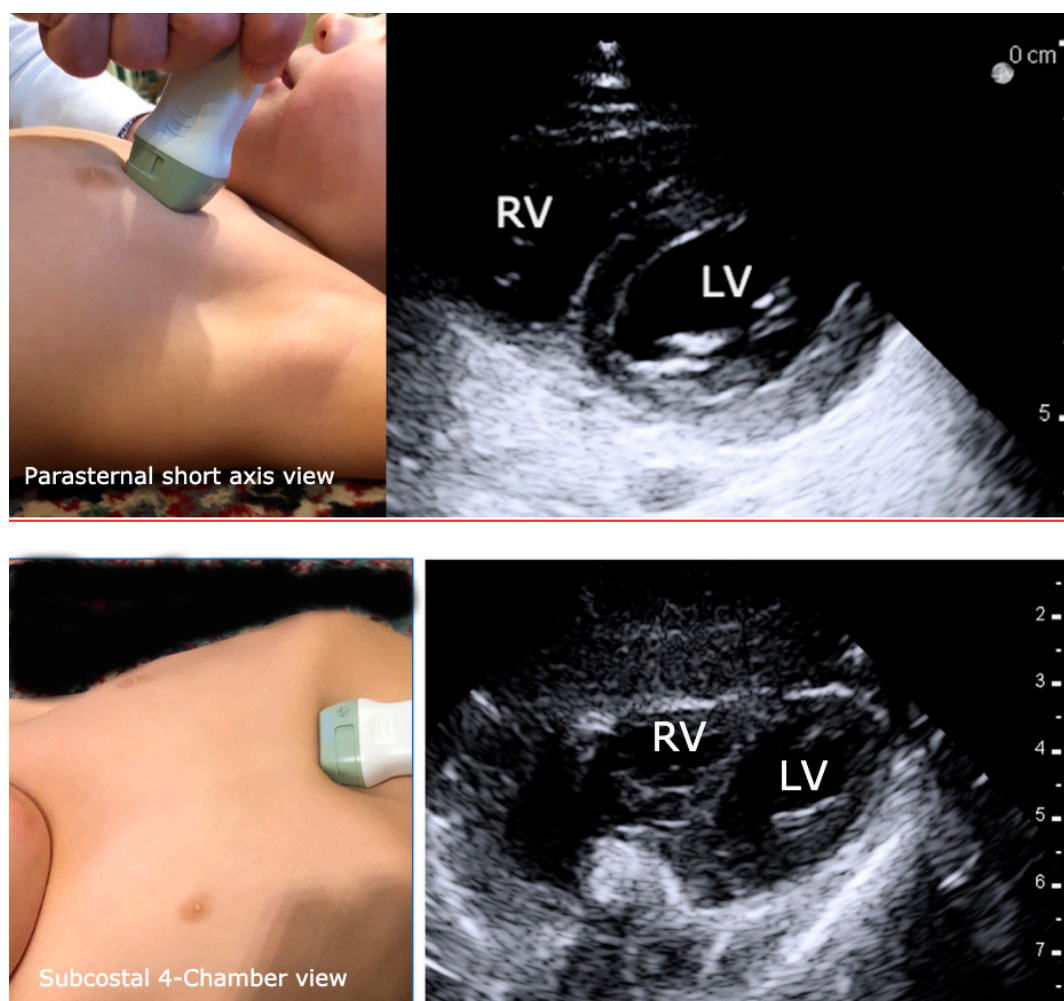 0 cm
RV
LV
5
Parasternal short axis view
2
3
RV
4
LV
5
6
7
Subcostal 4-Chamber view